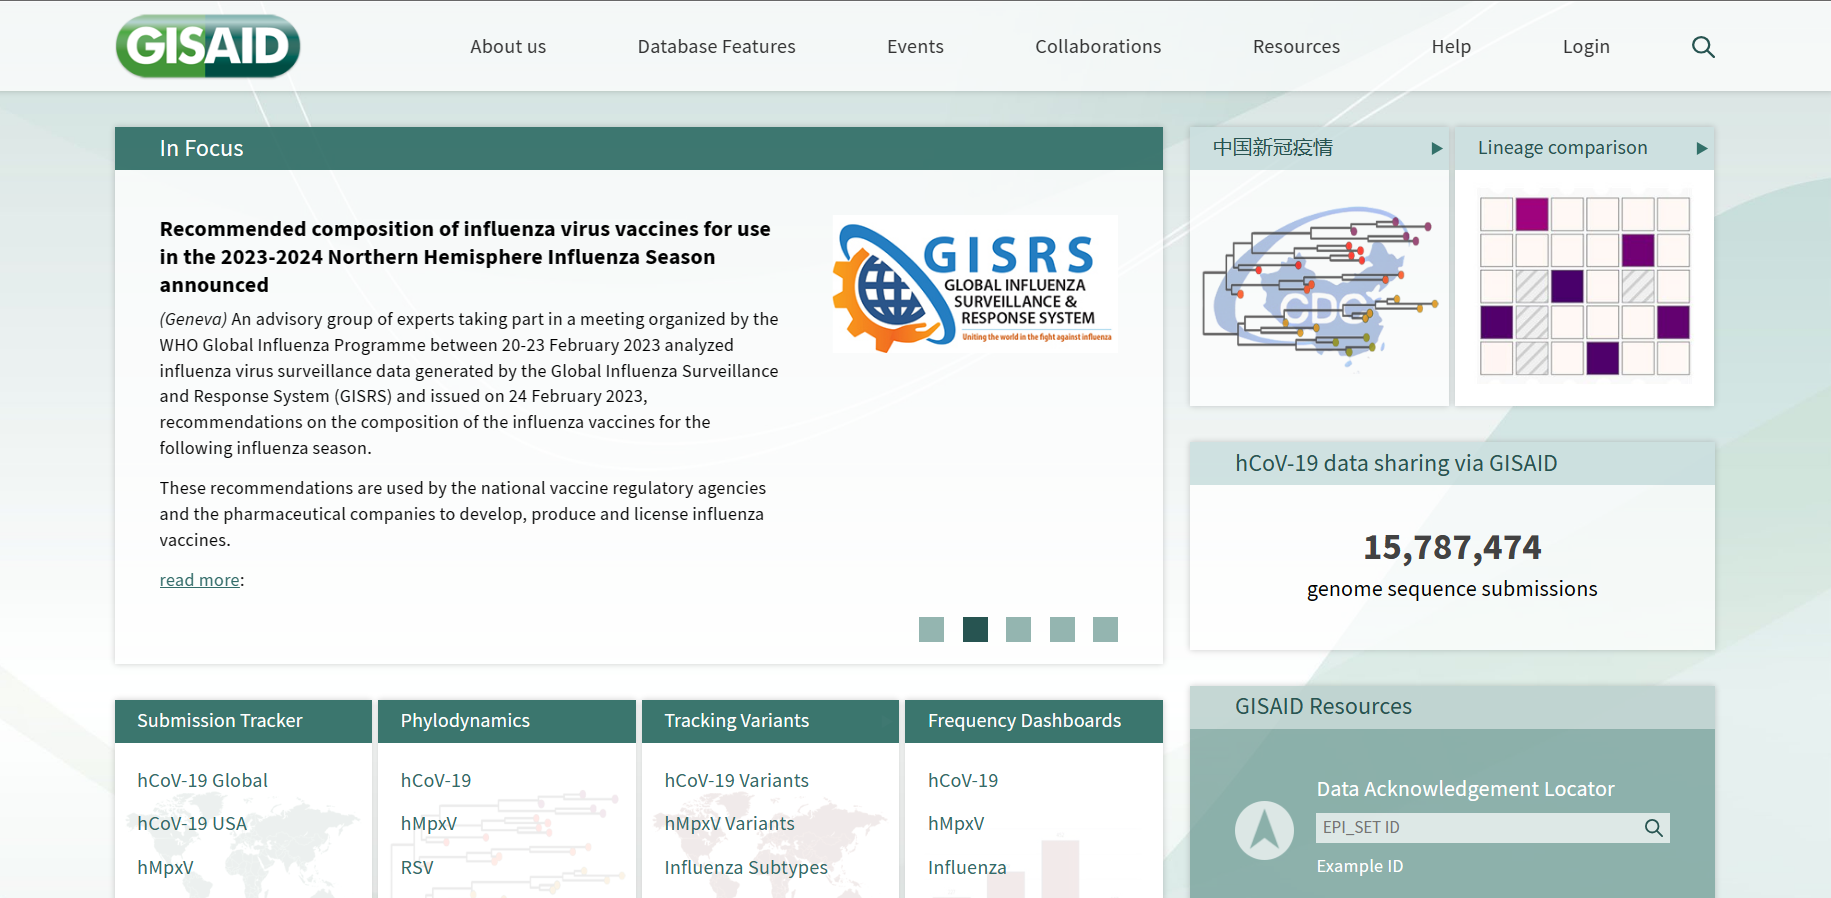 GISAID
About us
Database Features
Events
Collaborations
Resources
Help
Login
In Focus
Recommended composition of influenza virus vaccines for use
in the 2023-2024 Northern Hemisphere Influenza Season
announced
(Geneva) An advisory group of experts taking part in a meeting organized by the
WHO Global Influenza Programme between 20-23 February 2023 analyzed
influenza virus surveillance data generated by the Global Influenza Surveillance
and Response System (GISRS) and issued on 24 February 2023,
recommendations on the composition of the influenza vaccines for the
following influenza season.
These recommendations are used by the national vaccine regulatory agencies
and the pharmaceutical companies to develop, produce and license influenza
vaccines.
read more:
GISRS
GLOBAL INFLUENZA
SURVEILLANCE &
RESPONSE SYSTEM
Uniting the world in the fight against influenza
中国新冠疫情
CDC
Lineage comparison
hCoV-19 data sharing via GISAID
15,787,474
genome sequence submissions
Submission Tracker
hCoV-19 Global
hCoV-19 USA
hMpxV
Phylodynamics
hCoV-19
hMpxV
RSV
Tracking Variants
hCoV-19 Variants
hMpxV Variants
Influenza Subtypes
Frequency Dashboards
hCoV-19
hMpxV
Influenza
GISAID Resources
Data Acknowledgement Locator
EPI_SET ID
Example ID